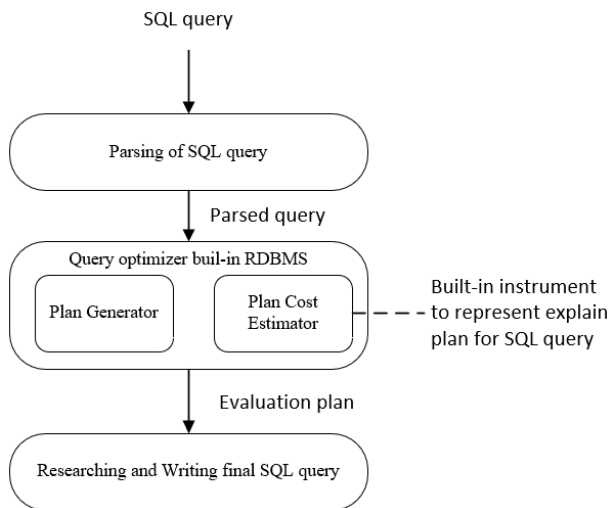 SQL query
Parsing of SQL query
Parsed query
Query optimizer buil-in RDBMS
Plan Generator
Plan Cost
Estimator
Built-in instrument
to represent explain
plan for SQL query
Evaluation plan
Researching and Writing final SQL query